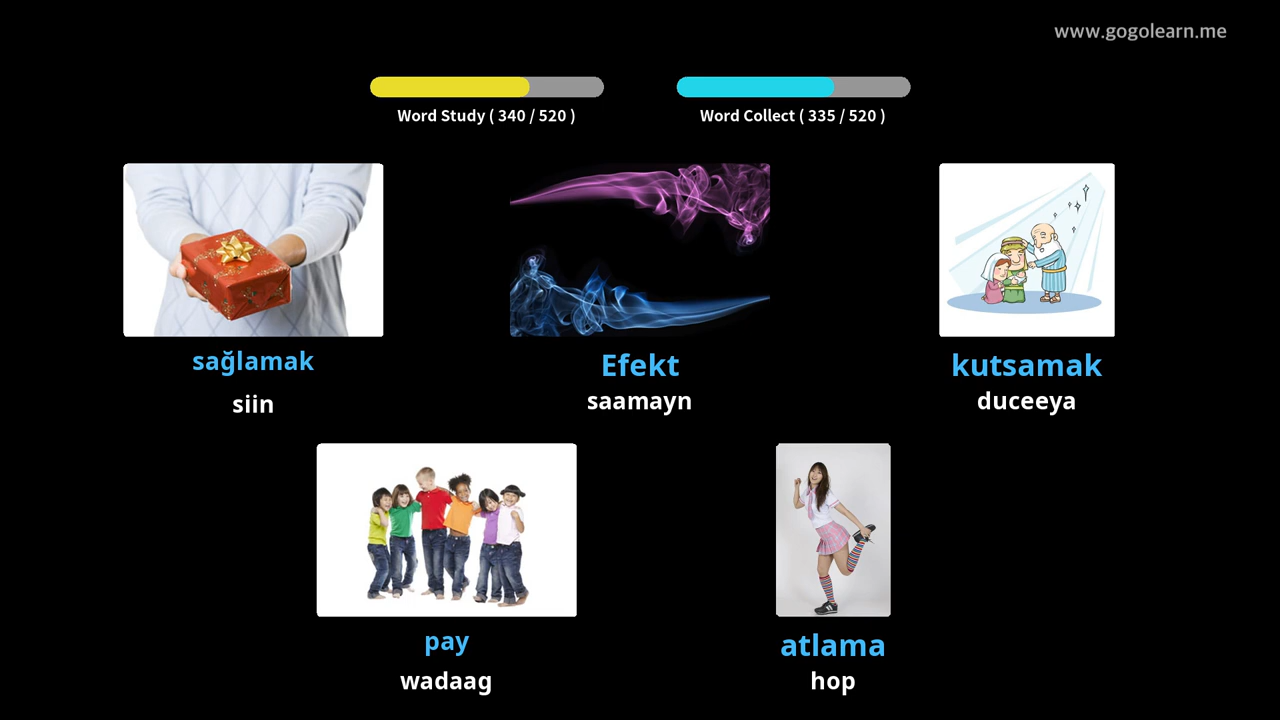 www.gogolearn.me
Word Study ( 340 / 520 )
Word Collect ( 335 / 520 )
sağlamak
siin
Efekt
saamayn
kutsamak
duceeya
pay
wadaag
atlama
hop